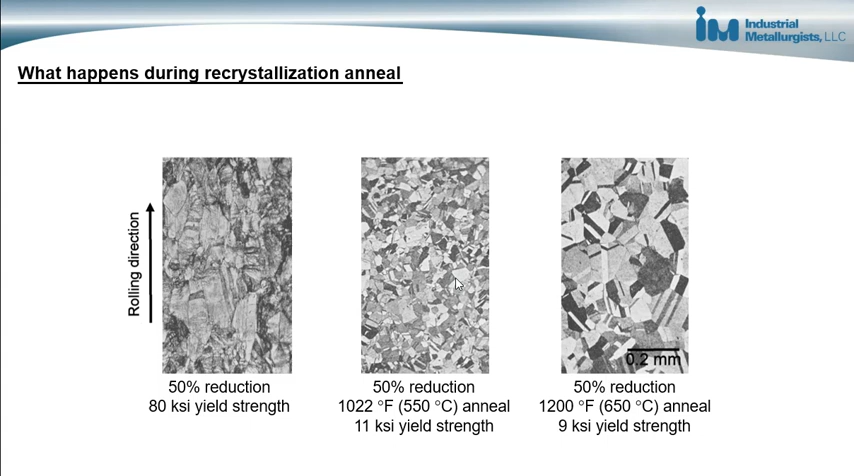 im Industrial
Metallurgists, LLC
What happens during recrystallization anneal
Rolling direction
0.2 mm
50% reduction
80 ksi yield strength
50% reduction
1022 °F (550 °C) anneal
11 ksi yield strength
50% reduction
1200 °F (650 °C) anneal
9 ksi yield strength